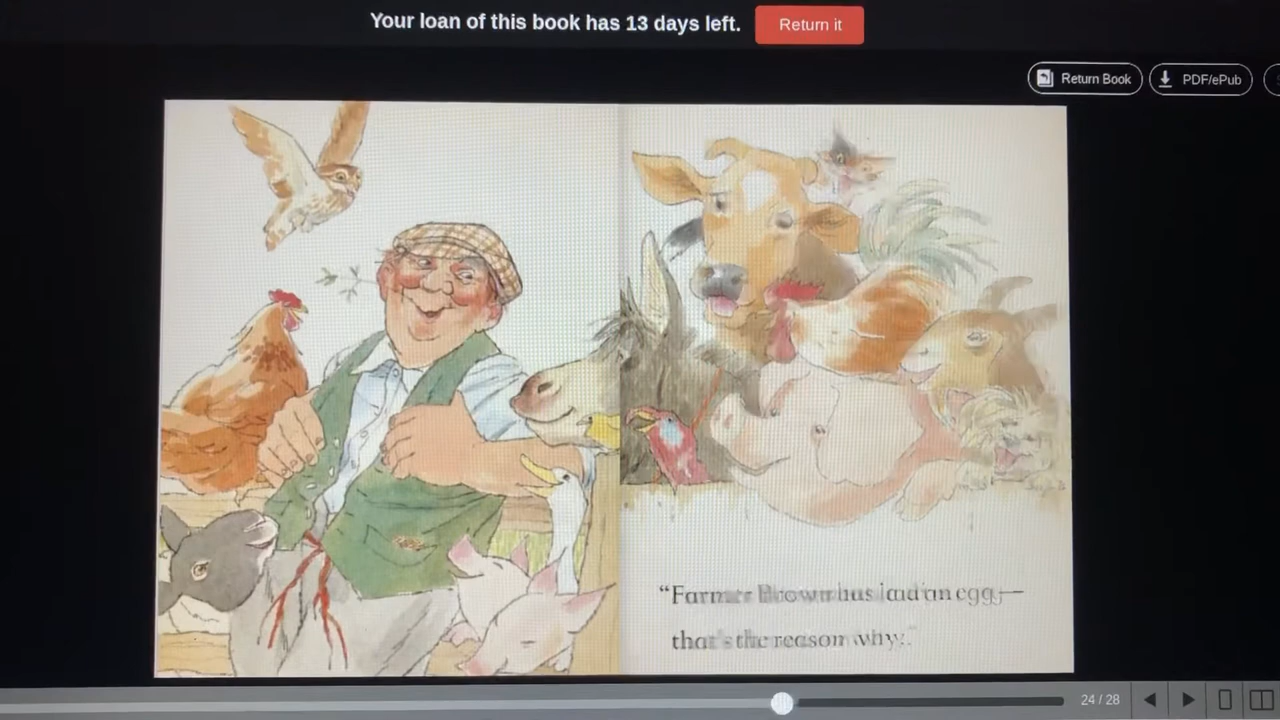 Your loan of this book has 13 days left.
Return it
Return Book
PDF/ePub
“Farmer Brown has laid an egg—
that’s the reason why.”
24 / 28